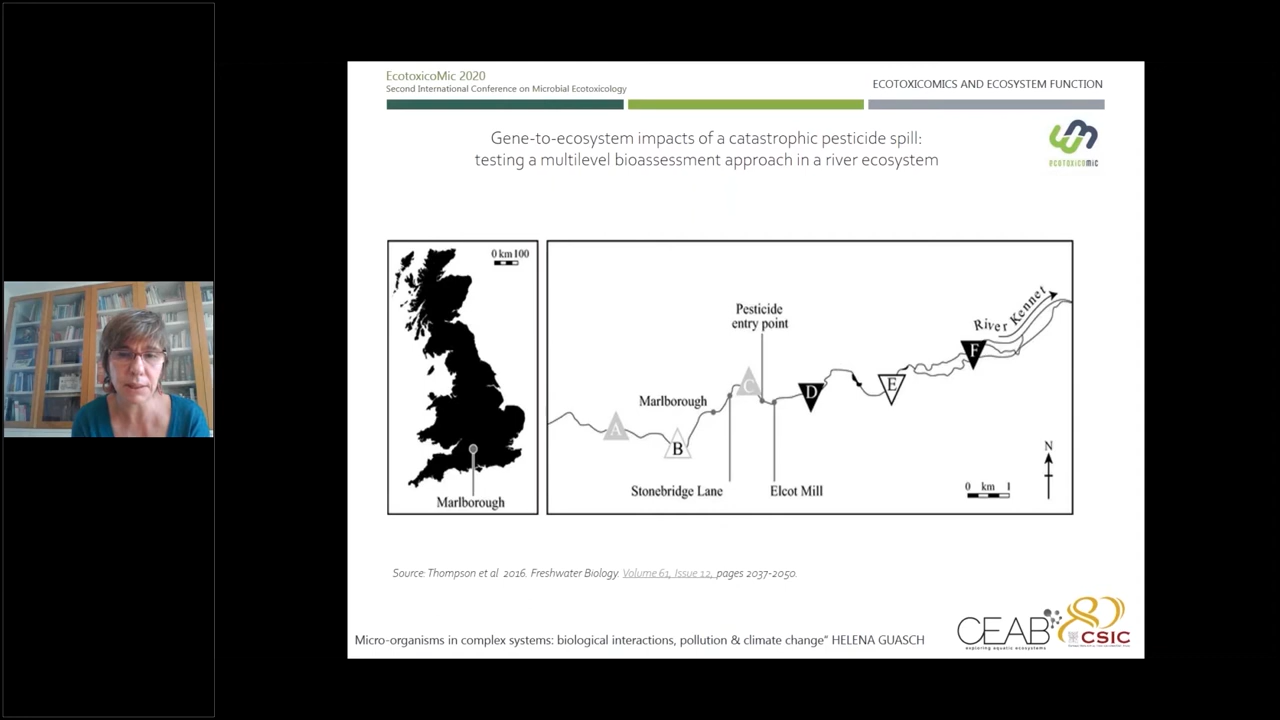 EcotoxicoMic 2020
Second International Conference on Microbial Ecotoxicology
ECOTOXICOMICS AND ECOSYSTEM FUNCTION
Gene-to-ecosystem impacts of a catastrophic pesticide spill:
testing a multilevel bioassessment approach in a river ecosystem
ECOTOXICOMIC
0 km 100
Marlborough
Pesticide
entry point
River Kennet
Marlborough
A
B
C
D
E
F
Stonebridge Lane
Elcot Mill
0 km 1
N
Source: Thompson et al 2016. Freshwater Biology. Volume 61, Issue 12, pages 2037-2050.
Micro-organisms in complex systems: biological interactions, pollution & climate change" HELENA GUASCH
CEAB
exploring aquatic ecosystems
80
CSIC